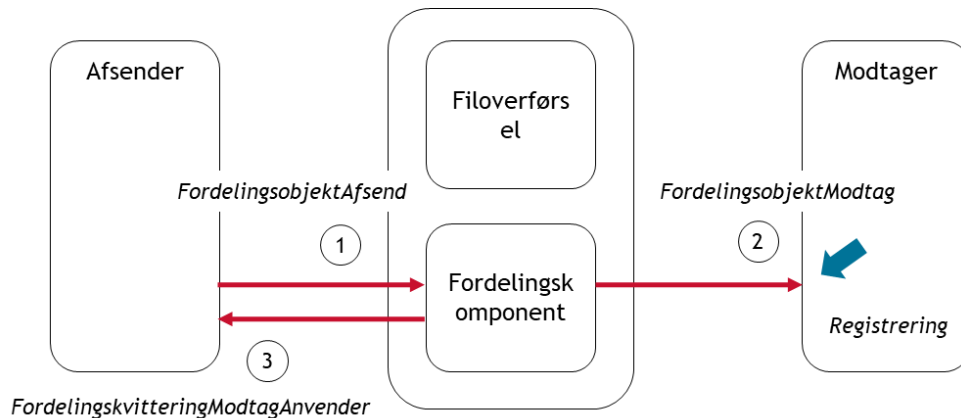 Afsender
Filoverførs
el
Modtager
FordelingsobjektAfsend
FordelingsobjektModtag
1
2
Fordelingsk
omponent
Registrering
3
FordelingskvitteringModtagAnvender